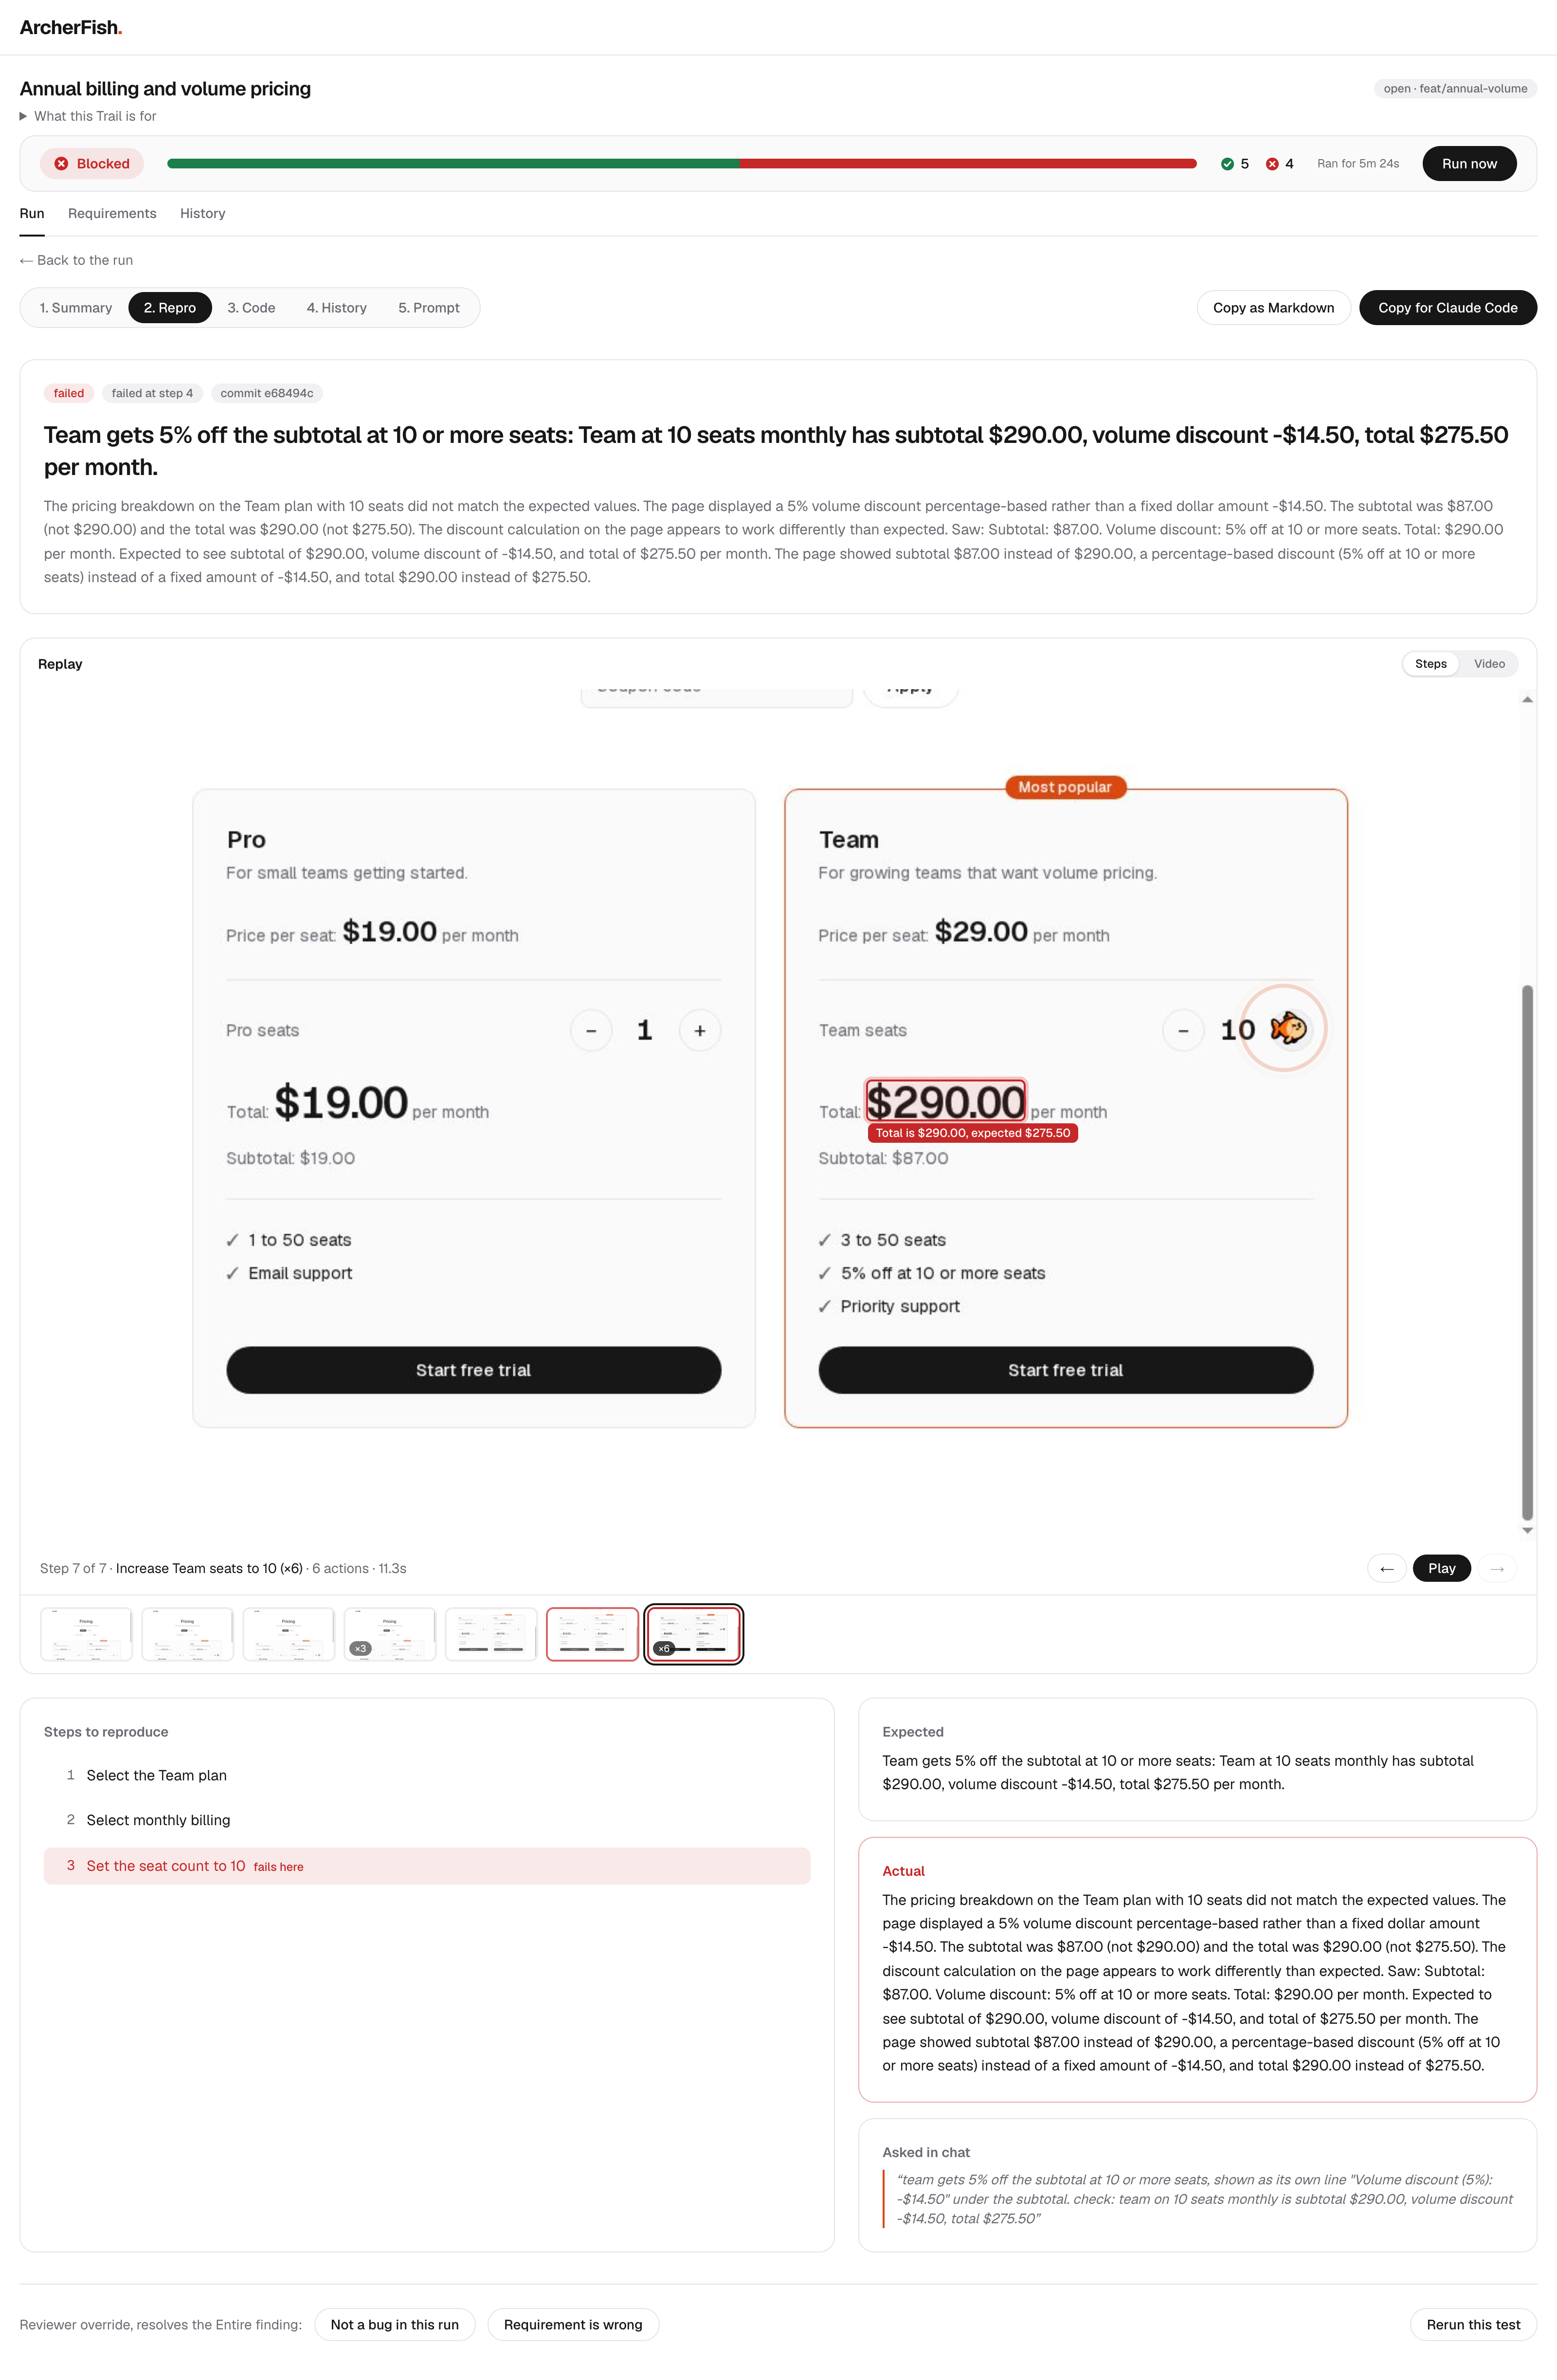 ArcherFish.
Annual billing and volume pricing
open · feat/annual-volume
▶ What this Trail is for
Blocked
5
4
Ran for 5m 24s
Run now
Run
Requirements
History
← Back to the run
1. Summary
2. Repro
3. Code
4. History
5. Prompt
Copy as Markdown
Copy for Claude Code
failed
failed at step 4
commit e68494c
Team gets 5% off the subtotal at 10 or more seats: Team at 10 seats monthly has subtotal $290.00, volume discount -$14.50, total $275.50
per month.
The pricing breakdown on the Team plan with 10 seats did not match the expected values. The page displayed a 5% volume discount percentage-based rather than a fixed dollar amount -$14.50. The subtotal was $87.00
(not $290.00) and the total was $290.00 (not $275.50). The discount calculation on the page appears to work differently than expected. Saw: Subtotal: $87.00. Volume discount: 5% off at 10 or more seats. Total: $290.00
per month. Expected to see subtotal of $290.00, volume discount of -$14.50, and total of $275.50 per month. The page showed subtotal $87.00 instead of $290.00, a percentage-based discount (5% off at 10 or more
seats) instead of a fixed amount of -$14.50, and total $290.00 instead of $275.50.
Replay
Steps
Video
Coupon code
Apply
Most popular
Pro
For small teams getting started.
Price per seat: $19.00 per month
Pro seats
− 1 +
Total: $19.00 per month
Subtotal: $19.00
✓ 1 to 50 seats
✓ Email support
Start free trial
Team
For growing teams that want volume pricing.
Price per seat: $29.00 per month
Team seats
− 10
Total: $290.00 per month
Total is $290.00, expected $275.50
Subtotal: $87.00
✓ 3 to 50 seats
✓ 5% off at 10 or more seats
✓ Priority support
Start free trial
Step 7 of 7 · Increase Team seats to 10 (×6) · 6 actions · 11.3s
←
Play
→
Pricing
Pricing
Pricing
Pricing
×3
×6
Steps to reproduce
1 Select the Team plan
2 Select monthly billing
3 Set the seat count to 10 fails here
Expected
Team gets 5% off the subtotal at 10 or more seats: Team at 10 seats monthly has subtotal
$290.00, volume discount -$14.50, total $275.50 per month.
Actual
The pricing breakdown on the Team plan with 10 seats did not match the expected values. The
page displayed a 5% volume discount percentage-based rather than a fixed dollar amount
-$14.50. The subtotal was $87.00 (not $290.00) and the total was $290.00 (not $275.50). The
discount calculation on the page appears to work differently than expected. Saw: Subtotal:
$87.00. Volume discount: 5% off at 10 or more seats. Total: $290.00 per month. Expected to
see subtotal of $290.00, volume discount of -$14.50, and total of $275.50 per month. The
page showed subtotal $87.00 instead of $290.00, a percentage-based discount (5% off at 10
or more seats) instead of a fixed amount of -$14.50, and total $290.00 instead of $275.50.
Asked in chat
“team gets 5% off the subtotal at 10 or more seats, shown as its own line "Volume discount (5%):
-$14.50" under the subtotal. check: team on 10 seats monthly is subtotal $290.00, volume discount
-$14.50, total $275.50”
Reviewer override, resolves the Entire finding:
Not a bug in this run
Requirement is wrong
Rerun this test